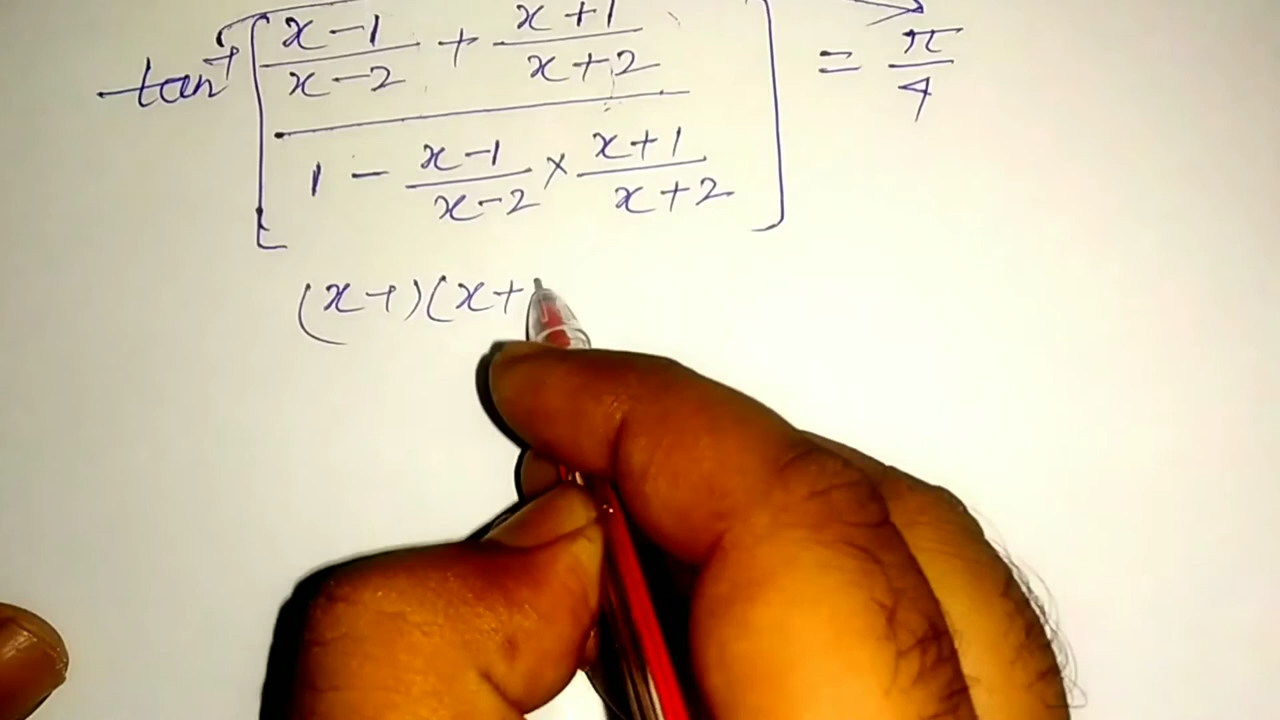 tan⁻¹ [ (x-1)/(x-2) + (x+1)/(x+2) / 1 - (x-1)/(x-2) × (x+1)/(x+2) ] = π/4
(x-1)(x+